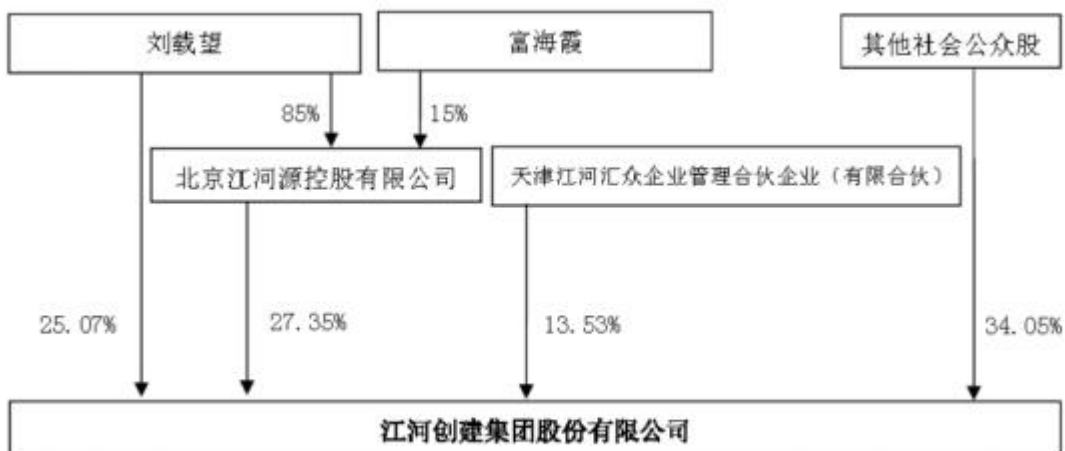 刘载望
富海霞
其他社会公众股
85%
15%
北京江河源控股有限公司
天津江河汇众企业管理合伙企业（有限合伙）
25.07%
27.35%
13.53%
34.05%
江河创建集团股份有限公司